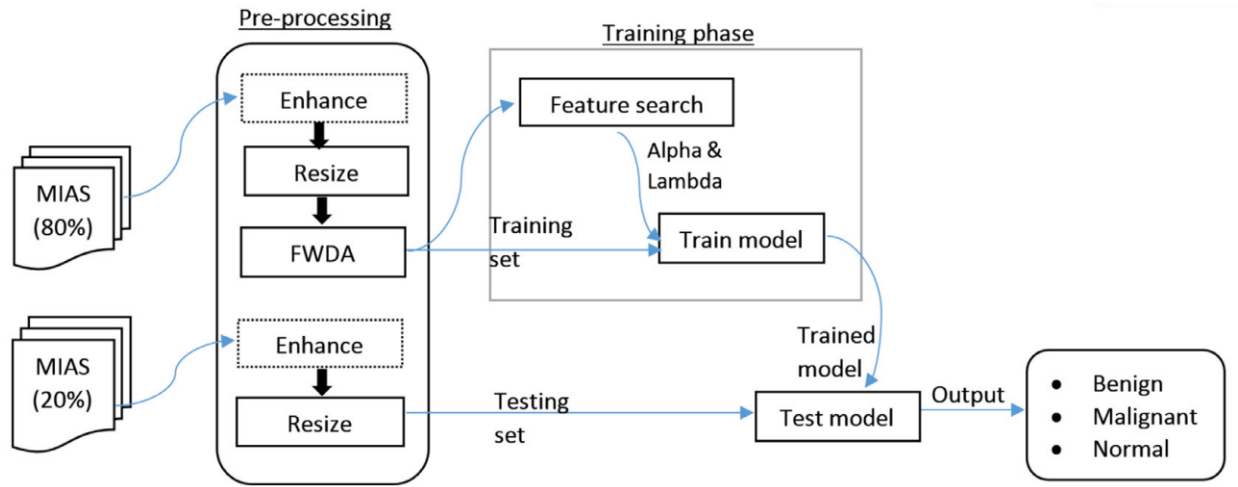 Pre-processing
Training phase
Enhance
Feature search
Resize
Alpha &
Lambda
MIAS
(80%)
FWDA
Training
set
Train model
MIAS
(20%)
Enhance
Trained
model
Resize
Testing
set
Test model
Output
● Benign
● Malignant
● Normal